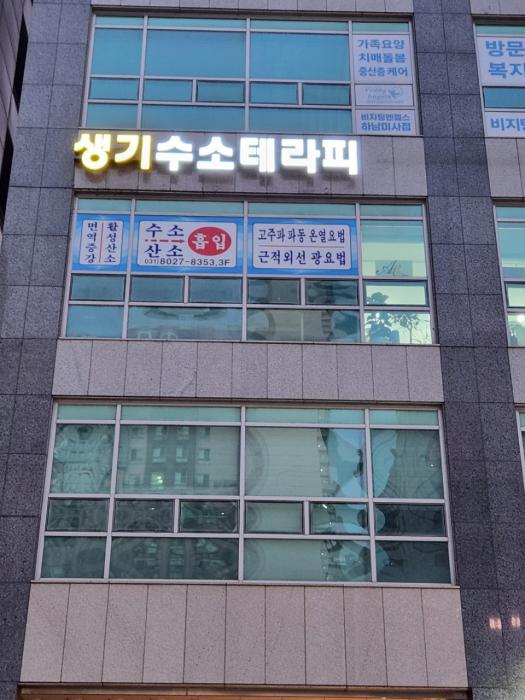 가족요양
치매돌봄
중산층케어
비지팅엔젤스
하남미사점
방문
복지
비지팅
생기수소테라피
면역증강
활성산소
수소
산소
흡입
031) 8027-8353, 3F
고주파 파동 온열요법
근적외선 광요법